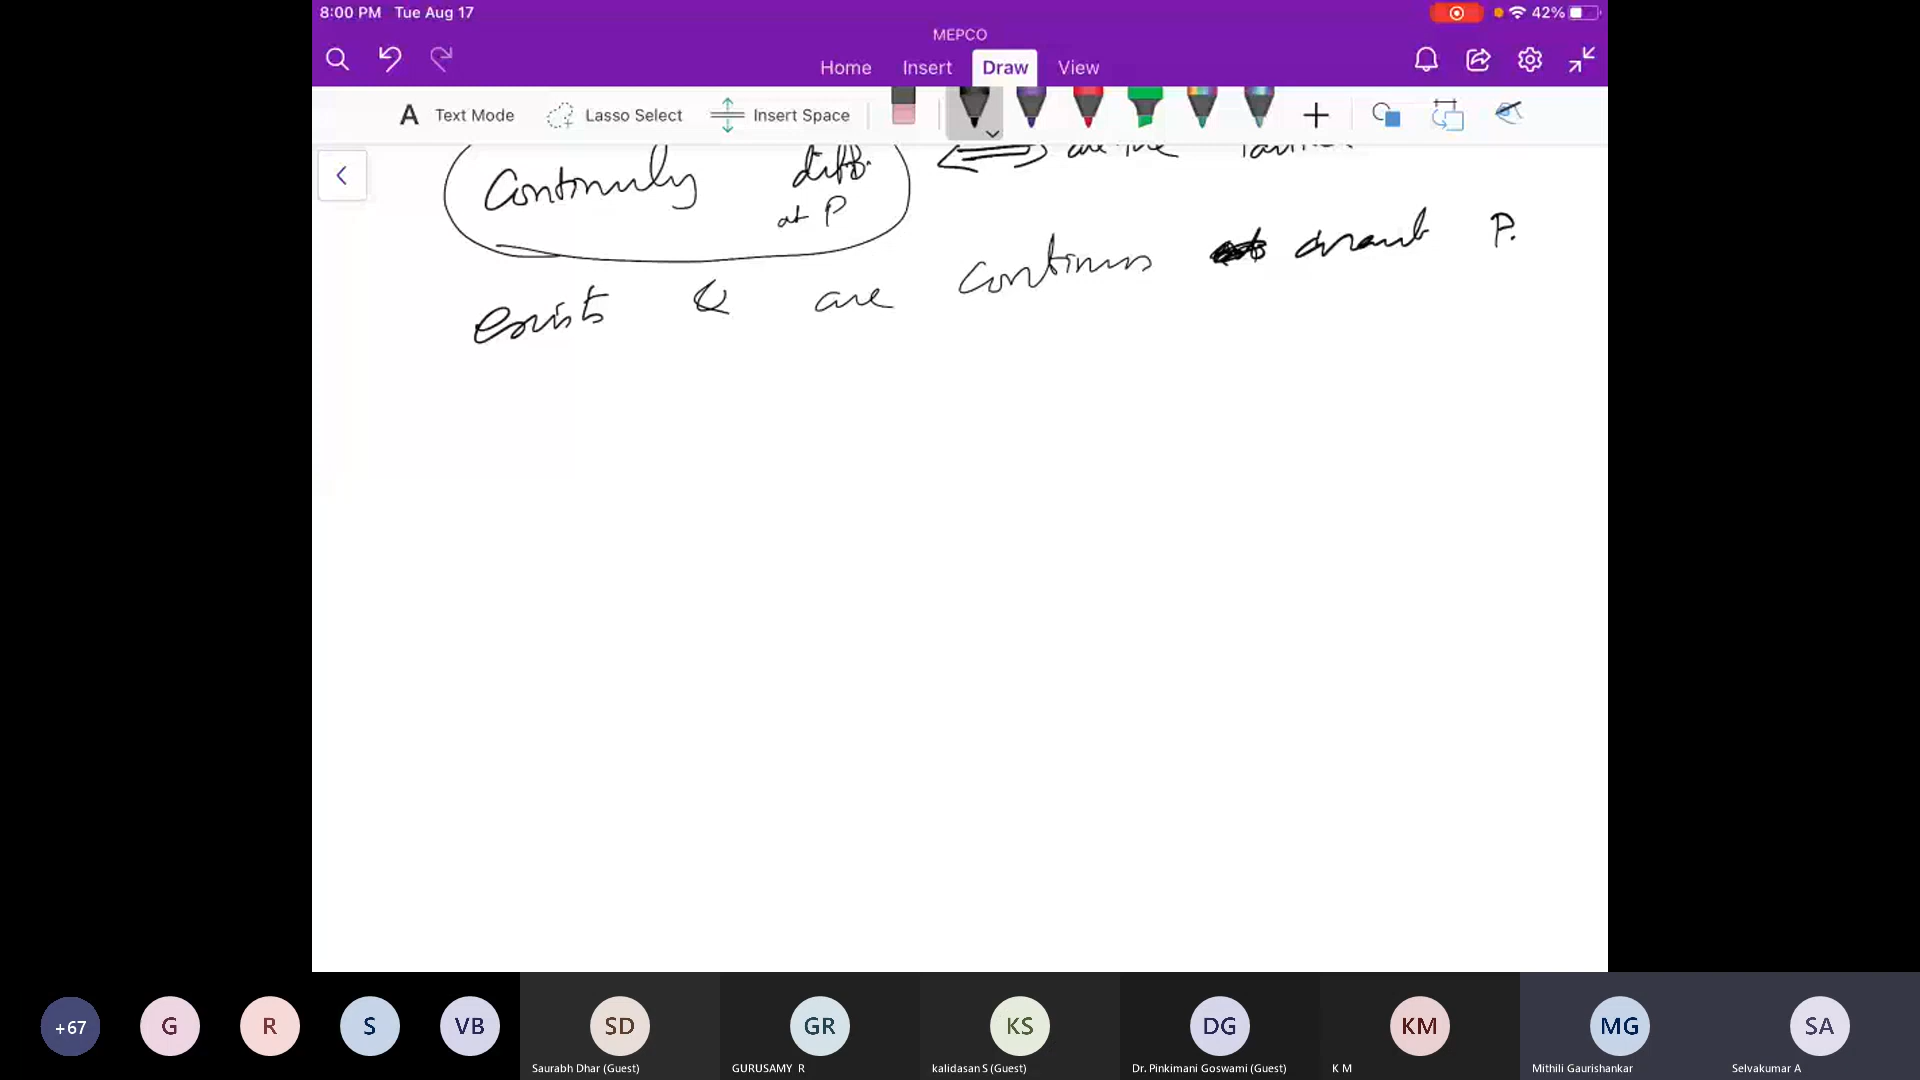 8:00 PM Tue Aug 17
42%
MEPCO
Home Insert Draw View
A Text Mode Lasso Select Insert Space
Continuly diff.
at P
exists & are continus P.
+67 G R S VB SD GR KS DG KM MG SA
Saurabh Dhar (Guest) GURUSAMY R kalidasan S (Guest) Dr. Pinkimani Goswami (Guest) K M Mithili Gaurishankar Selvakumar A